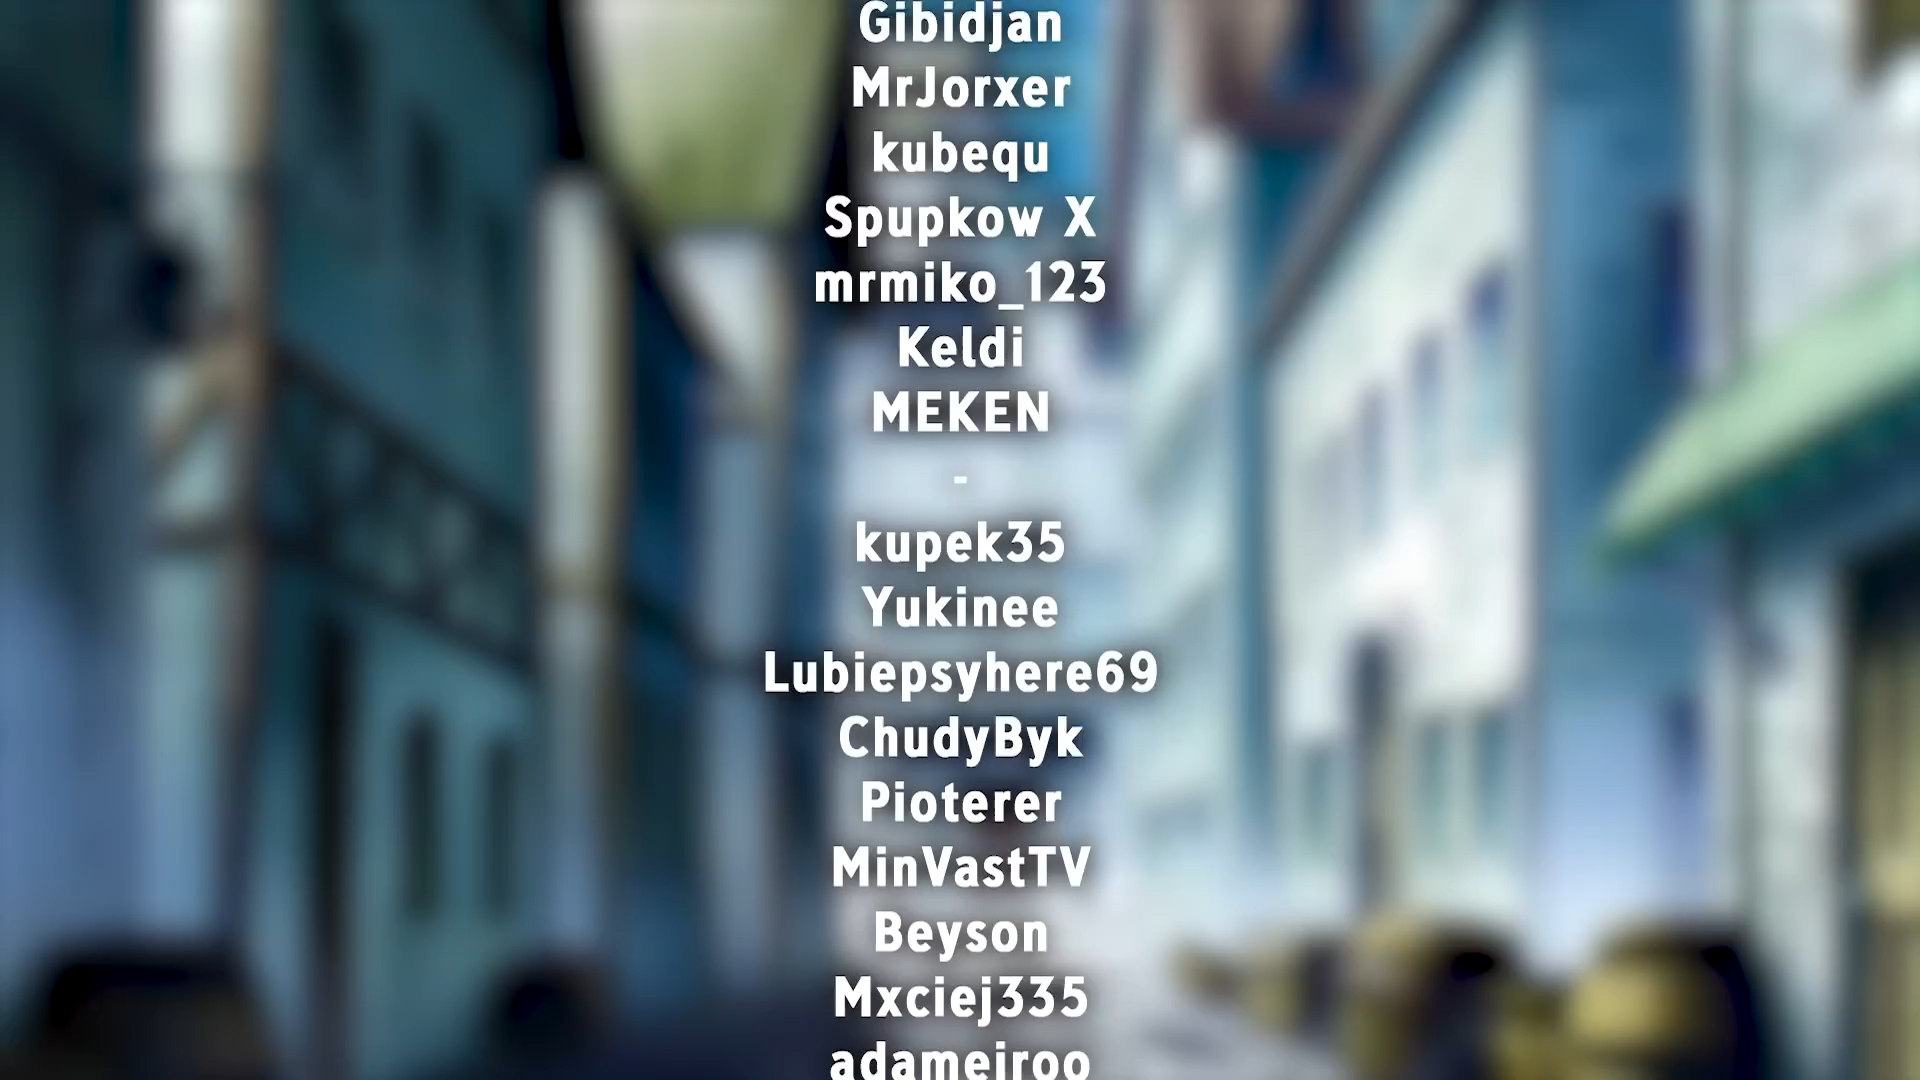 Gibidjan
MrJorxer
kubequ
Spupkow X
mrmiko_123
Keldi
MEKEN
-
kupek35
Yukinee
Lubiepsyhere69
ChudyByk
Pioterer
MinVastTV
Beyson
Mxciej335
adameiroo